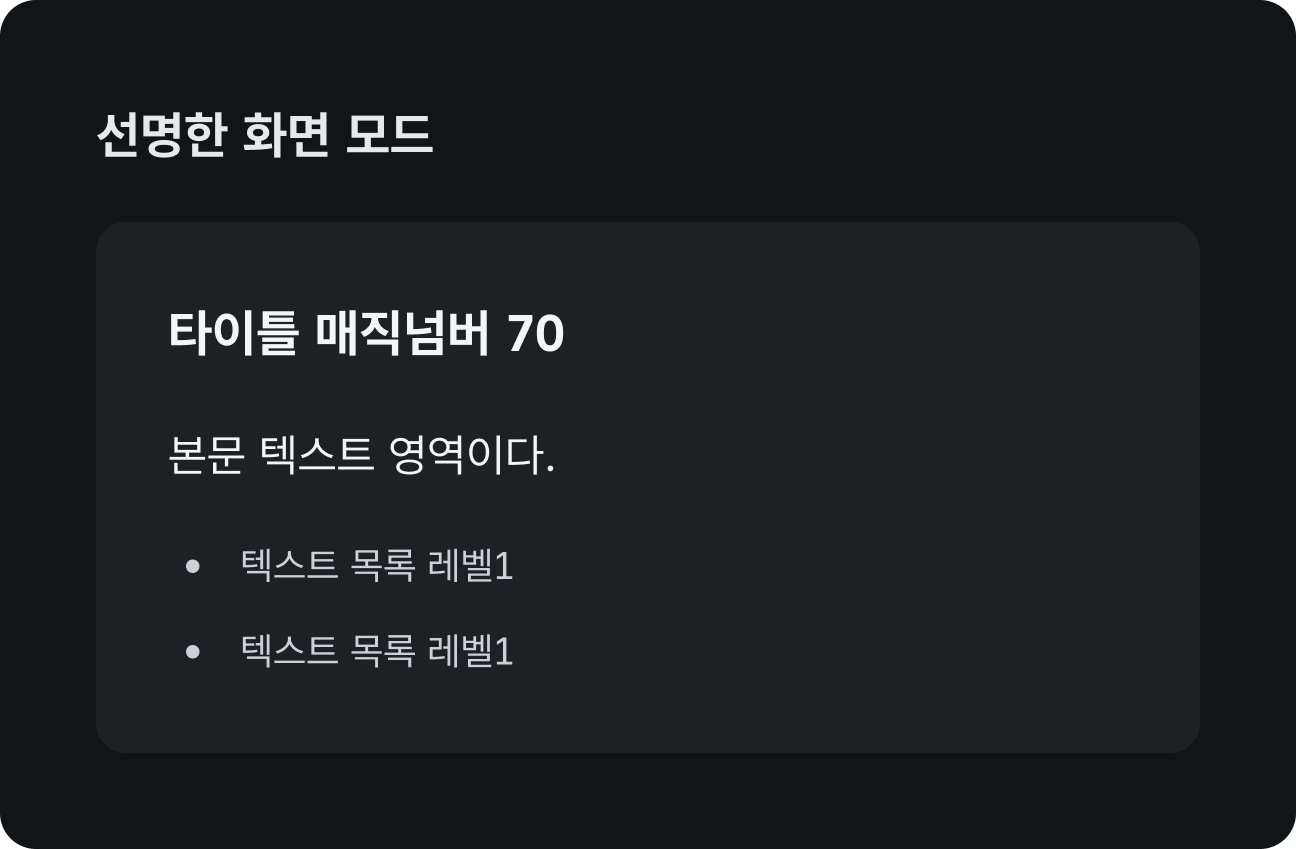 선명한 화면 모드
타이틀 매직넘버 70
본문 텍스트 영역이다.
• 텍스트 목록 레벨1
• 텍스트 목록 레벨1